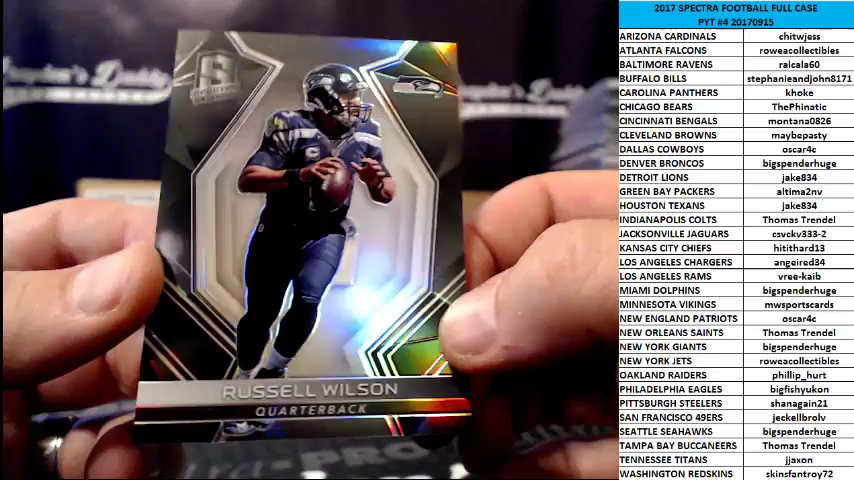 2017 SPECTRA FOOTBALL FULL CASE
PYT #4 20170915
ARIZONA CARDINALS chitwjess
ATLANTA FALCONS roweacollectibles
BALTIMORE RAVENS ralcala60
BUFFALO BILLS stephanieandjohn8171
CAROLINA PANTHERS khoke
CHICAGO BEARS ThePhinatic
CINCINNATI BENGALS montana0826
CLEVELAND BROWNS maybepasty
DALLAS COWBOYS oscar4c
DENVER BRONCOS bigspenderhuge
DETROIT LIONS jake834
GREEN BAY PACKERS altima2nv
HOUSTON TEXANS jake834
INDIANAPOLIS COLTS Thomas Trendel
JACKSONVILLE JAGUARS csvckv333-2
KANSAS CITY CHIEFS hitithard13
LOS ANGELES CHARGERS angeired34
LOS ANGELES RAMS vree-kaib
MIAMI DOLPHINS bigspenderhuge
MINNESOTA VIKINGS mwsportscards
NEW ENGLAND PATRIOTS oscar4c
NEW ORLEANS SAINTS Thomas Trendel
NEW YORK GIANTS bigspenderhuge
NEW YORK JETS roweacollectibles
OAKLAND RAIDERS phillip_hurt
PHILADELPHIA EAGLES bigfishyukon
PITTSBURGH STEELERS shanagain21
SAN FRANCISCO 49ERS jeckellbrolv
SEATTLE SEAHAWKS bigspenderhuge
TAMPA BAY BUCCANEERS Thomas Trendel
TENNESSEE TITANS jjaxon
WASHINGTON REDSKINS skinsfantroy72
RUSSELL WILSON
QUARTERBACK